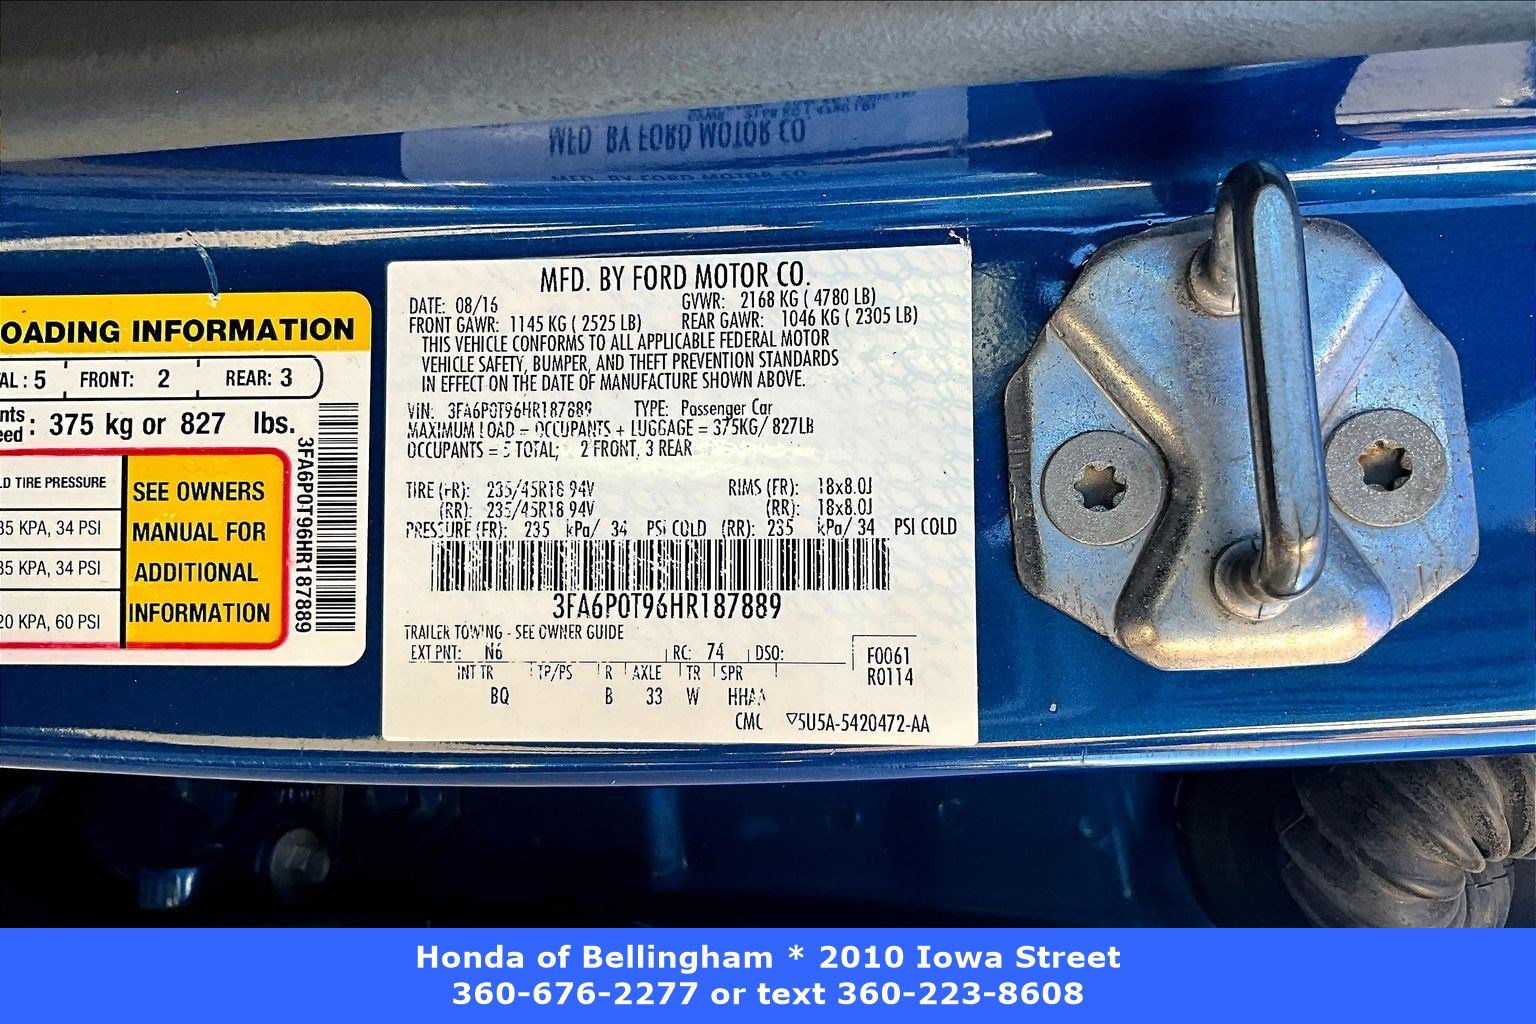 MFD. BY FORD MOTOR CO.
DATE: 08/16 GVWR: 2168 KG ( 4780 LB)
FRONT GAWR: 1145 KG ( 2525 LB) REAR GAWR: 1046 KG ( 2305 LB)
THIS VEHICLE CONFORMS TO ALL APPLICABLE FEDERAL MOTOR
VEHICLE SAFETY, BUMPER, AND THEFT PREVENTION STANDARDS
IN EFFECT ON THE DATE OF MANUFACTURE SHOWN ABOVE.
VIN: 3FA6P0T96HR187889 TYPE: Passenger Car
MAXIMUM LOAD = OCCUPANTS + LUGGAGE = 375KG/ 827LB
OCCUPANTS = 5 TOTAL; 2 FRONT, 3 REAR
TIRE (FR): 235/45R18 94V RIMS (FR): 18x8.0J
(RR): 235/45R18 94V (RR): 18x8.0J
PRESSURE (FR): 235 kPa/ 34 PSI COLD (RR): 235 kPa/ 34 PSI COLD
3FA6P0T96HR187889
TRAILER TOWING - SEE OWNER GUIDE
EXT PNT: N6 RC: 74 DSO:
F0061
R0114
INT TR TP/PS R AXLE TR SPR
BQ B 33 W HHAA
CMC ▽5U5A-5420472-AA
OADING INFORMATION
AL : 5 FRONT: 2 REAR: 3
nts
eed : 375 kg or 827 lbs.
LD TIRE PRESSURE
35 KPA, 34 PSI
35 KPA, 34 PSI
20 KPA, 60 PSI
SEE OWNERS
MANUAL FOR
ADDITIONAL
INFORMATION
3FA6P0T96HR187889
MFD. BY FORD MOTOR CO
Honda of Bellingham * 2010 Iowa Street
360-676-2277 or text 360-223-8608